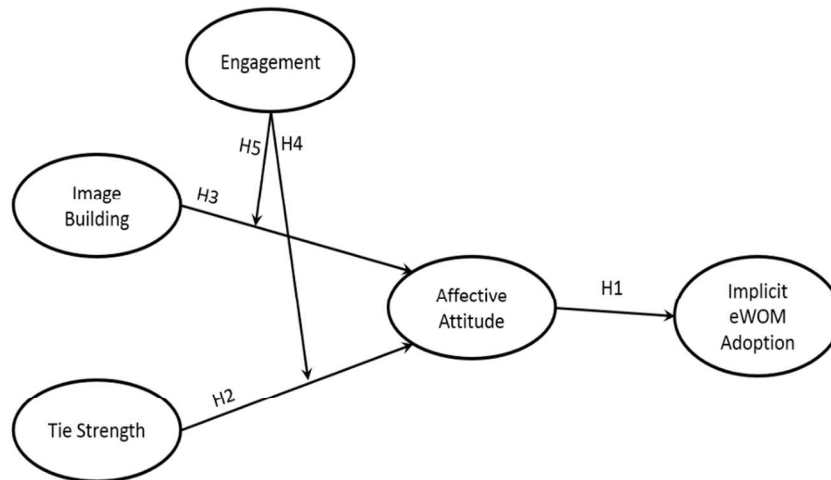 Engagement
H5
H4
Image
Building
H3
Affective
Attitude
H1
Implicit
eWOM
Adoption
H2
Tie Strength